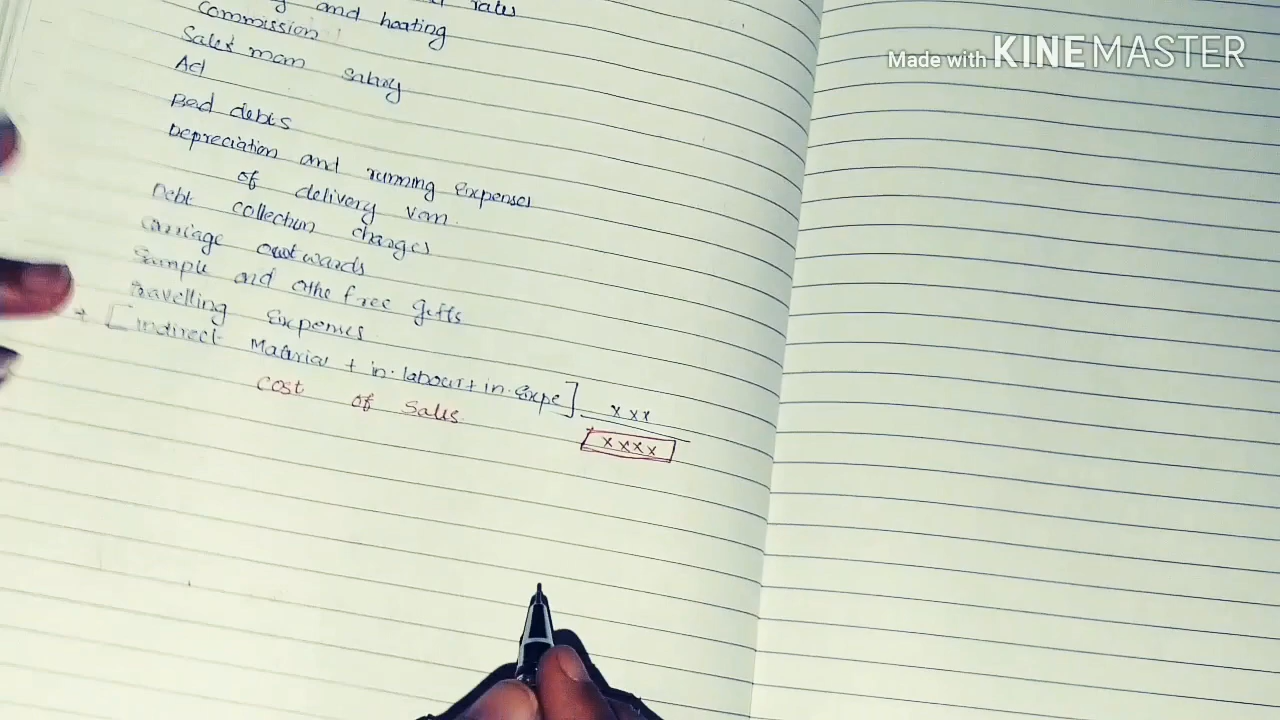 rates
and heating
Commission
Made with KINEMASTER
Sales man salary
Ad
Bad debts
Depreciation and running Expenses
of delivery van
Debt collection charges
Carriage outwards
Sample and othe free gifts
Travelling Expenses
+ [indirect Material + in. labour + in. Expe] xxx
Cost of Sales xxxx